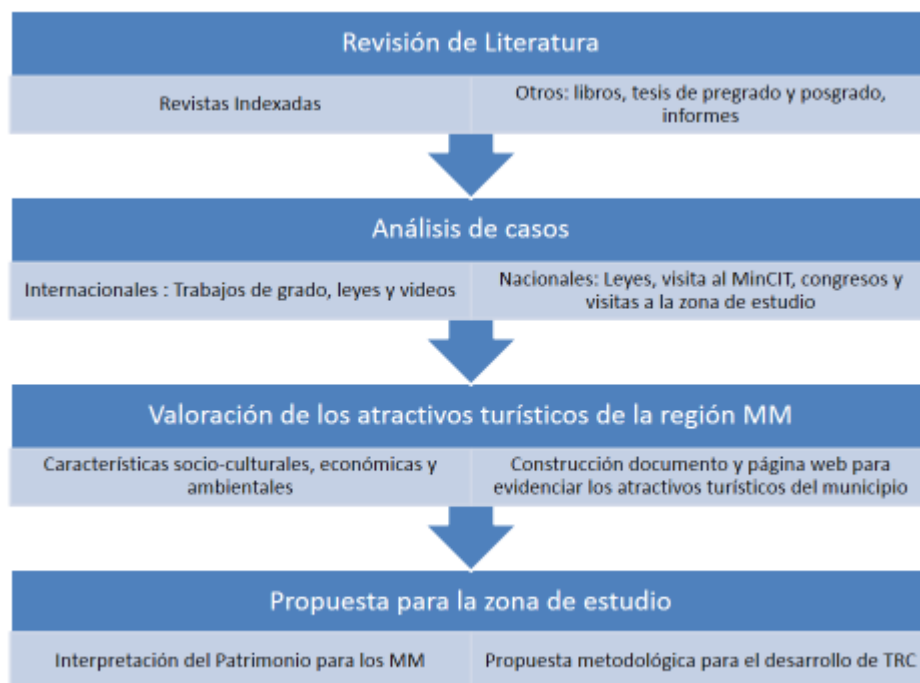 Revisión de Literatura
Revistas Indexadas
Otros: libros, tesis de pregrado y posgrado,
informes
Análisis de casos
Internacionales : Trabajos de grado, leyes y videos
Nacionales: Leyes, visita al MinCIT, congresos y
visitas a la zona de estudio
Valoración de los atractivos turísticos de la región MM
Características socio-culturales, económicas y
ambientales
Construcción documento y página web para
evidenciar los atractivos turísticos del municipio
Propuesta para la zona de estudio
Interpretación del Patrimonio para los MM
Propuesta metodológica para el desarrollo de TRC